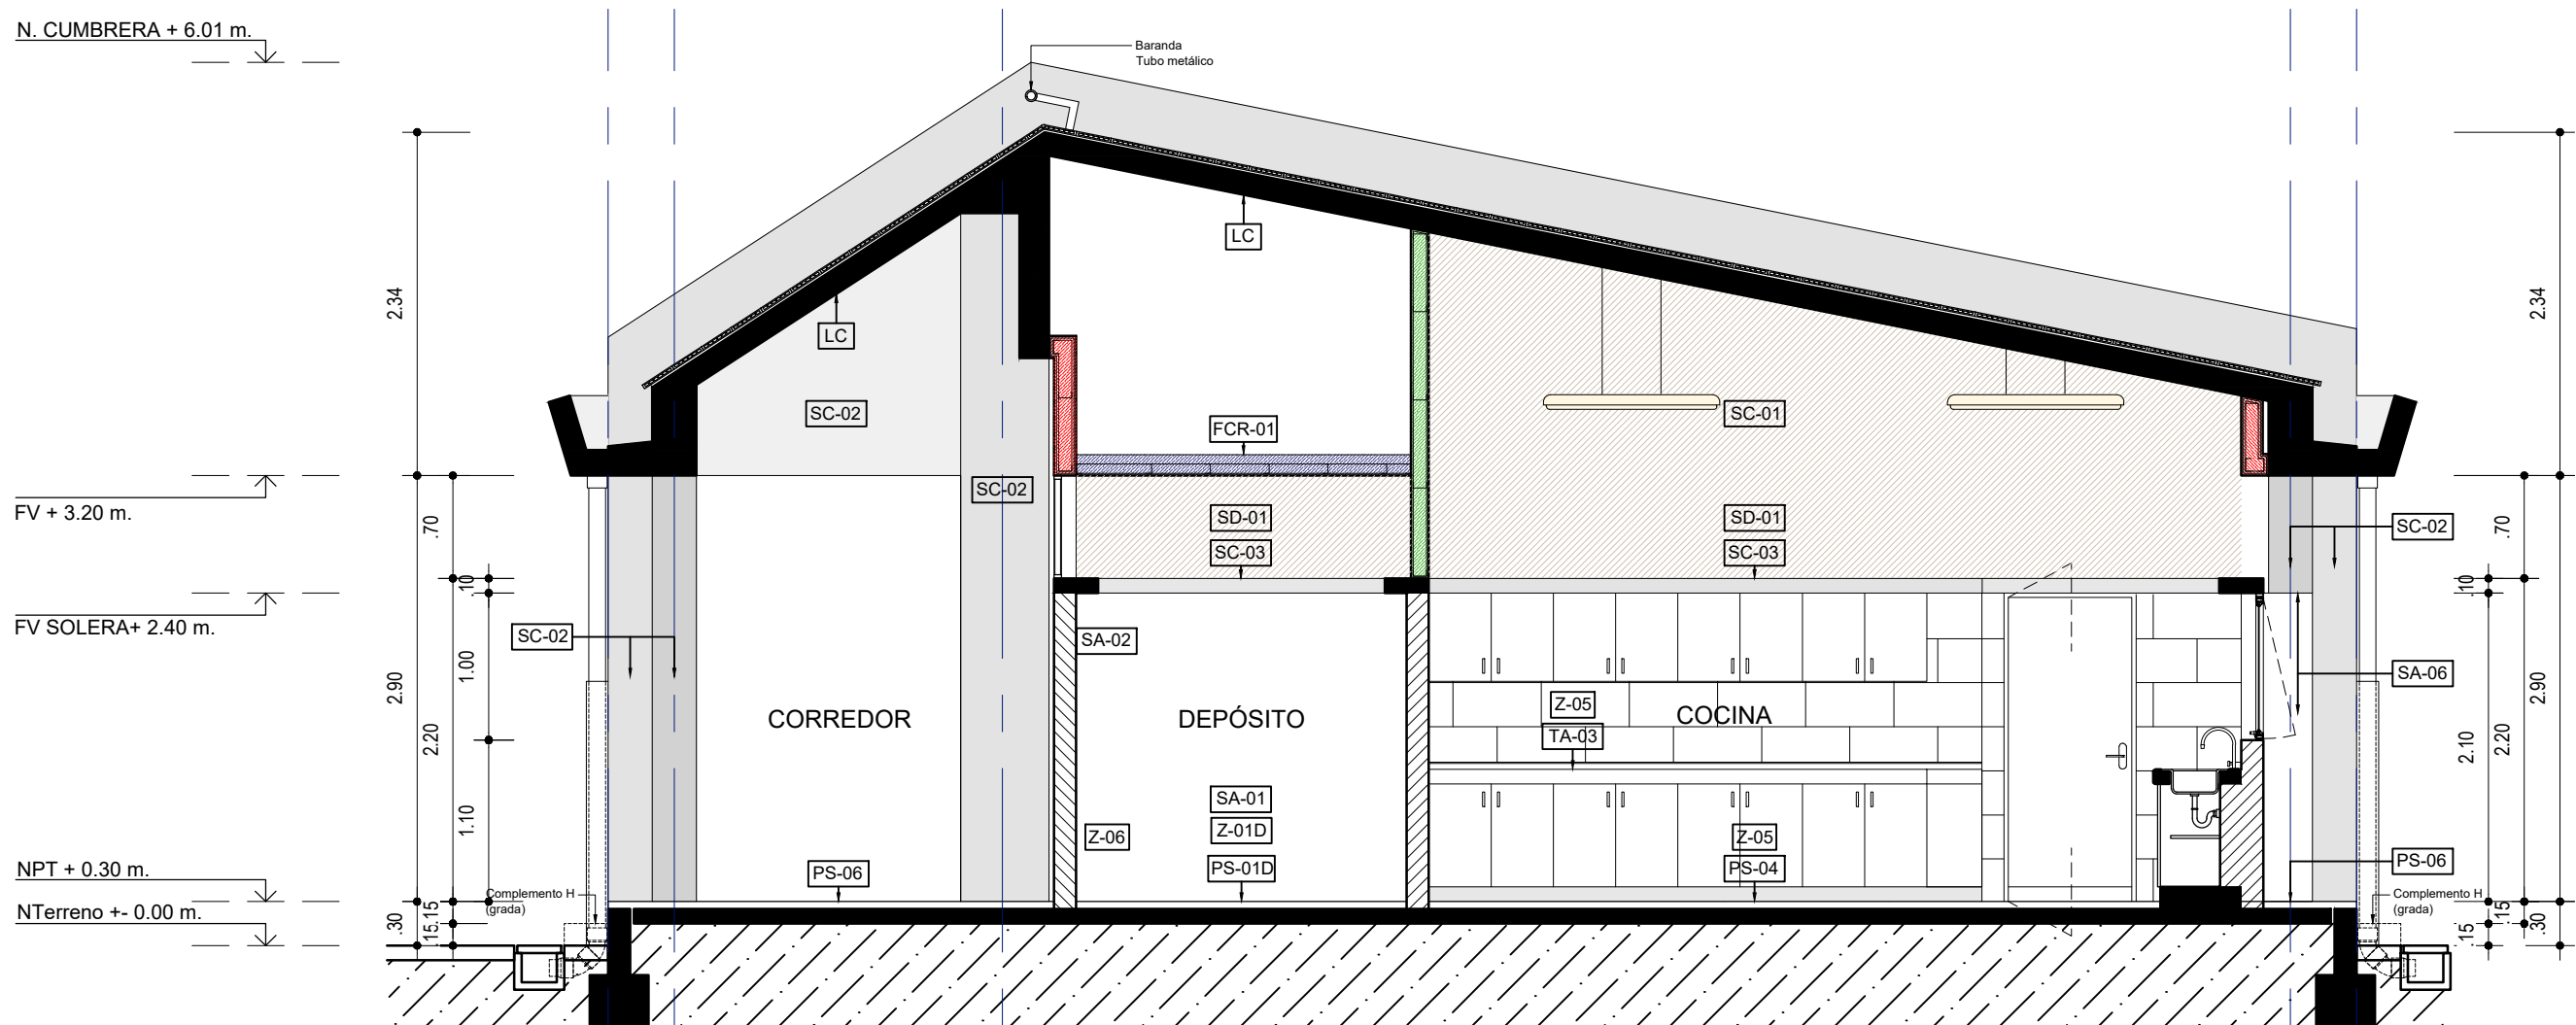 N. CUMBRERA + 6.01 m.
Baranda
Tubo metálico
2.34
2.34
LC
LC
SC-02
SC-01
FCR-01
SC-02
FV + 3.20 m.
.70
SD-01
SD-01
SC-02
.70
SC-03
SC-03
.10
.10
FV SOLERA+ 2.40 m.
SC-02
SA-02
1.00
SA-06
2.90
2.90
Z-05
CORREDOR
DEPÓSITO
COCINA
TA-03
2.20
2.10
2.20
SA-01
1.10
Z-06
Z-01D
Z-05
NPT + 0.30 m.
PS-06
PS-01D
PS-04
PS-06
Complemento H
(grada)
Complemento H
(grada)
NTerreno +- 0.00 m.
.30
.15
.15
.15
.15
.30